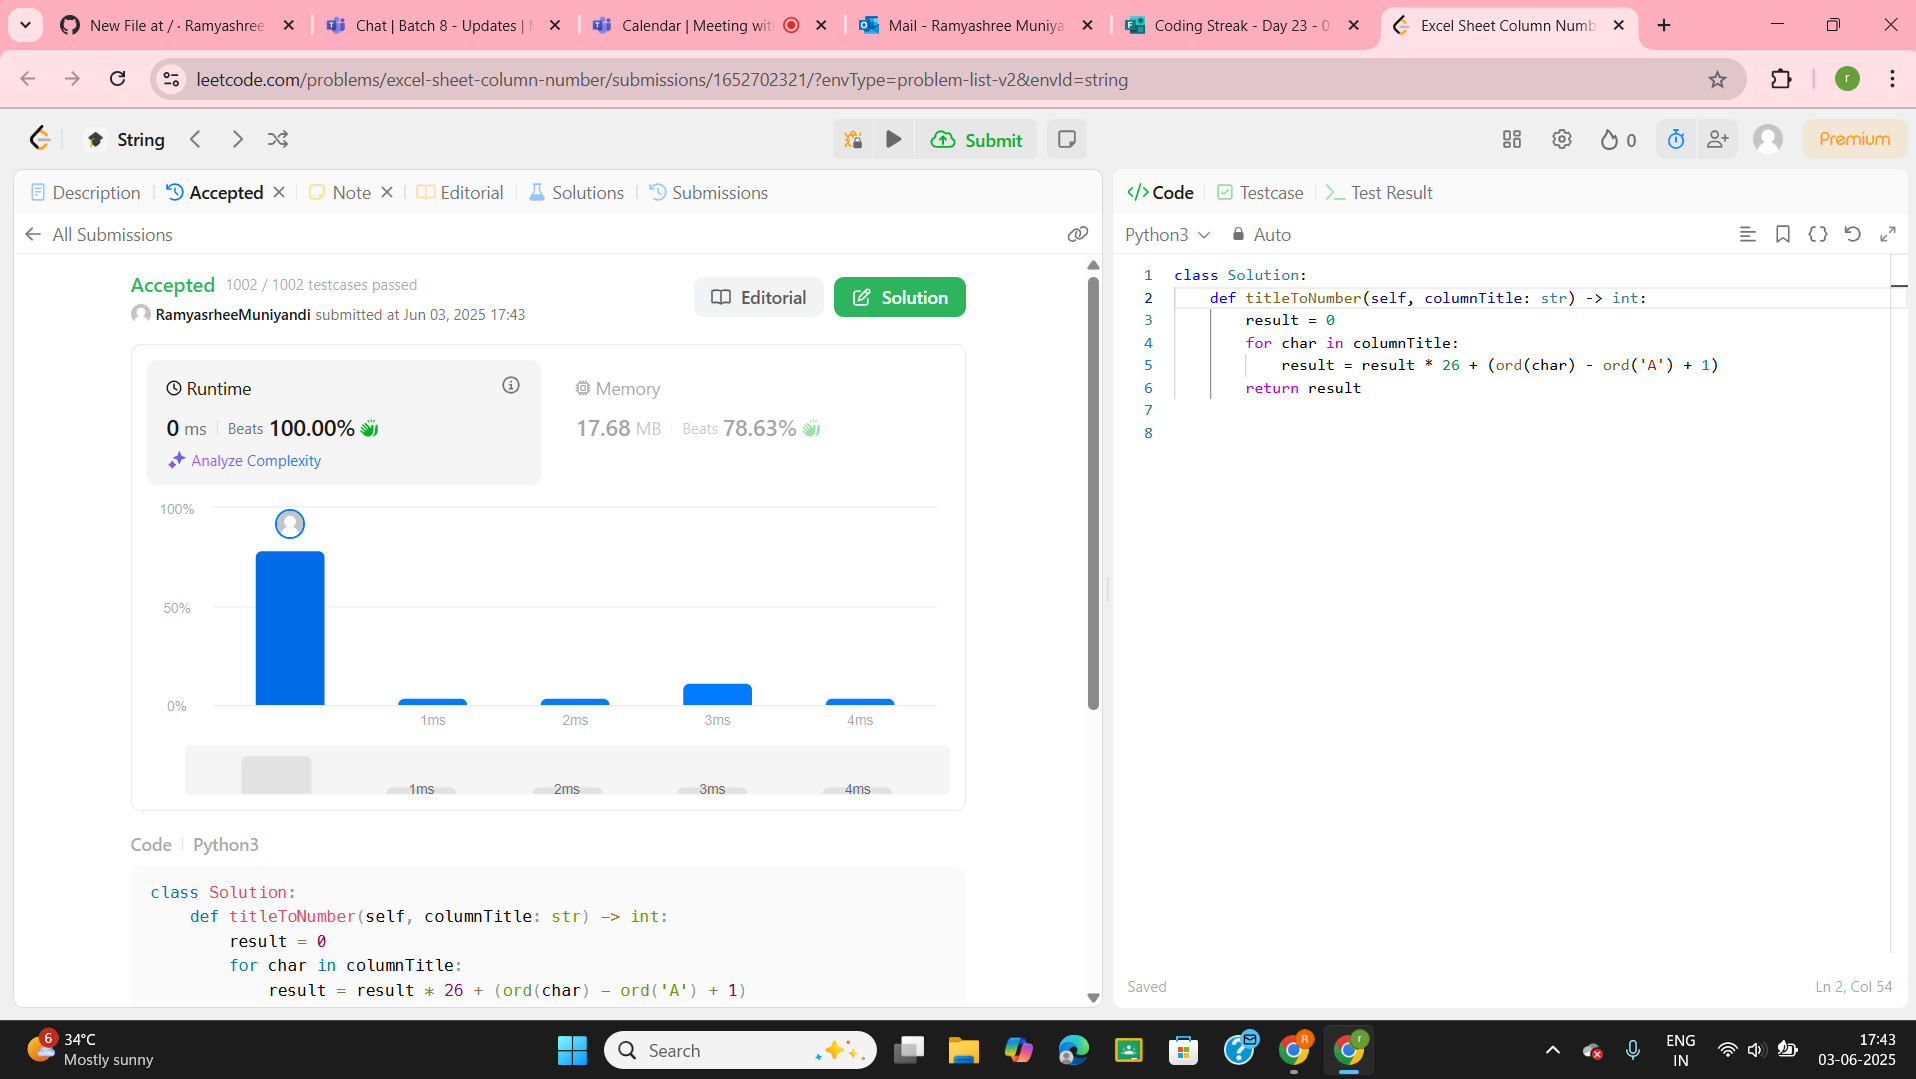 New File at / · Ramyashree
Chat | Batch 8 - Updates |
Calendar | Meeting wit
Mail - Ramyashree Muniya
Coding Streak - Day 23 - 0
Excel Sheet Column Numb
leetcode.com/problems/excel-sheet-column-number/submissions/1652702321/?envType=problem-list-v2&envId=string
r
String
Submit
0
Premium
Description
Accepted
Note
Editorial
Solutions
Submissions
All Submissions
Accepted 1002 / 1002 testcases passed
RamyasrheeMuniyandi submitted at Jun 03, 2025 17:43
Editorial
Solution
Runtime
0 ms Beats 100.00%
Analyze Complexity
Memory
17.68 MB Beats 78.63%
100%
50%
0%
1ms
2ms
3ms
4ms
1ms
2ms
3ms
4ms
Code Python3
class Solution:
def titleToNumber(self, columnTitle: str) -> int:
result = 0
for char in columnTitle:
result = result * 26 + (ord(char) - ord('A') + 1)
Code
Testcase
Test Result
Python3
Auto
1 class Solution:
2 def titleToNumber(self, columnTitle: str) -> int:
3 result = 0
4 for char in columnTitle:
5 result = result * 26 + (ord(char) - ord('A') + 1)
6 return result
7
8
Saved
Ln 2, Col 54
6
34°C
Mostly sunny
Search
R
r
ENG
IN
17:43
03-06-2025